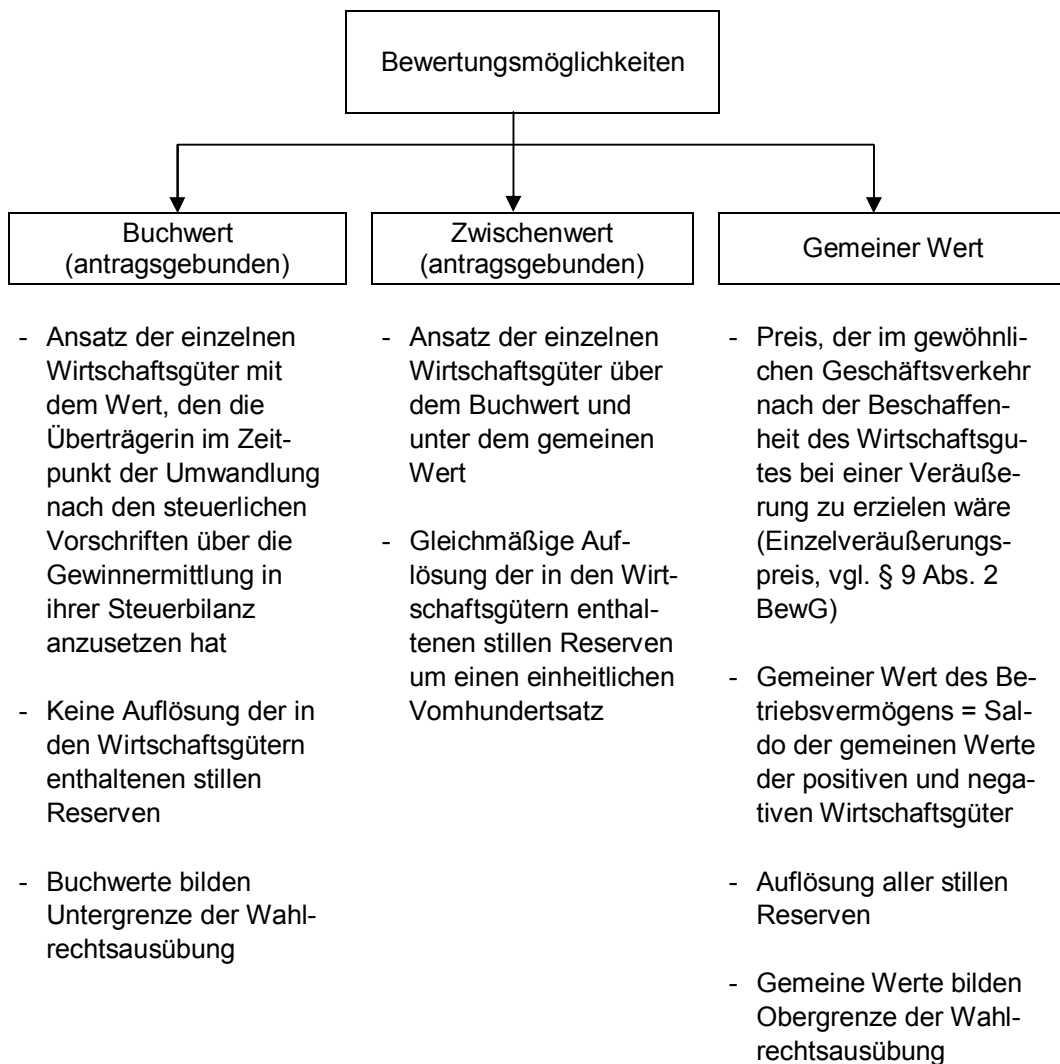 Bewertungsmöglichkeiten
Buchwert
(antragsgebunden)
Zwischenwert
(antragsgebunden)
Gemeiner Wert
- Ansatz der einzelnen
Wirtschaftsgüter mit
dem Wert, den die
Überträgerin im Zeit-
punkt der Umwandlung
nach den steuerlichen
Vorschriften über die
Gewinnermittlung in
ihrer Steuerbilanz
anzusetzen hat
- Keine Auflösung der in
den Wirtschaftsgütern
enthaltenen stillen
Reserven
- Buchwerte bilden
Untergrenze der Wahl-
rechtsausübung
- Ansatz der einzelnen
Wirtschaftsgüter über
dem Buchwert und
unter dem gemeinen
Wert
- Gleichmäßige Auf-
lösung der in den Wirt-
schaftsgütern enthal-
tenen stillen Reserven
um einen einheitlichen
Vomhundertsatz
- Preis, der im gewöhnli-
chen Geschäftsverkehr
nach der Beschaffen-
heit des Wirtschaftsgu-
tes bei einer Veräuße-
rung zu erzielen wäre
(Einzelveräußerungs-
preis, vgl. § 9 Abs. 2
BewG)
- Gemeiner Wert des Be-
triebsvermögens = Sal-
do der gemeinen Werte
der positiven und nega-
tiven Wirtschaftsgüter
- Auflösung aller stillen
Reserven
- Gemeine Werte bilden
Obergrenze der Wahl-
rechtsausübung